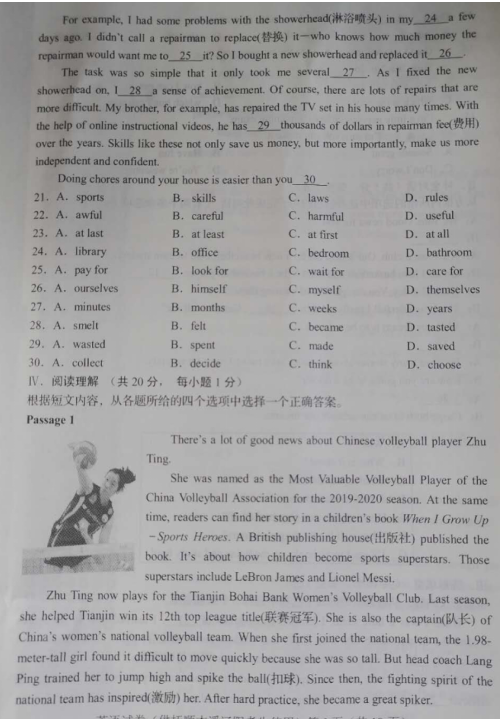 For example, I had some problems with the showerhead(淋浴喷头) in my 24 a few
days ago. I didn't call a repairman to replace(替换) it—who knows how much money the
repairman would want me to 25 it? So I bought a new showerhead and replaced it 26 .
The task was so simple that it only took me several 27 . As I fixed the new
showerhead on, I 28 a sense of achievement. Of course, there are lots of repairs that are
more difficult. My brother, for example, has repaired the TV set in his house many times. With
the help of online instructional videos, he has 29 thousands of dollars in repairman fee(费用)
over the years. Skills like these not only save us money, but more importantly, make us more
independent and confident.
Doing chores around your house is easier than you 30 .
21. A. sports B. skills C. laws D. rules
22. A. awful B. careful C. harmful D. useful
23. A. at last B. at least C. at first D. at all
24. A. library B. office C. bedroom D. bathroom
25. A. pay for B. look for C. wait for D. care for
26. A. ourselves B. himself C. myself D. themselves
27. A. minutes B. months C. weeks D. years
28. A. smelt B. felt C. became D. tasted
29. A. wasted B. spent C. made D. saved
30. A. collect B. decide C. think D. choose
Ⅳ. 阅读理解 (共 20 分, 每小题 1 分)
根据短文内容，从各题所给的四个选项中选择一个正确答案。
Passage 1
There's a lot of good news about Chinese volleyball player Zhu
Ting.
She was named as the Most Valuable Volleyball Player of the
China Volleyball Association for the 2019-2020 season. At the same
time, readers can find her story in a children's book When I Grow Up
-Sports Heroes. A British publishing house(出版社) published the
book. It's about how children become sports superstars. Those
superstars include LeBron James and Lionel Messi.
Zhu Ting now plays for the Tianjin Bohai Bank Women's Volleyball Club. Last season,
she helped Tianjin win its 12th top league title(联赛冠军). She is also the captain(队长) of
China's women's national volleyball team. When she first joined the national team, the 1.98-
meter-tall girl found it difficult to move quickly because she was so tall. But head coach Lang
Ping trained her to jump high and spike the ball(扣球). Since then, the fighting spirit of the
national team has inspired(激励) her. After hard practice, she became a great spiker.